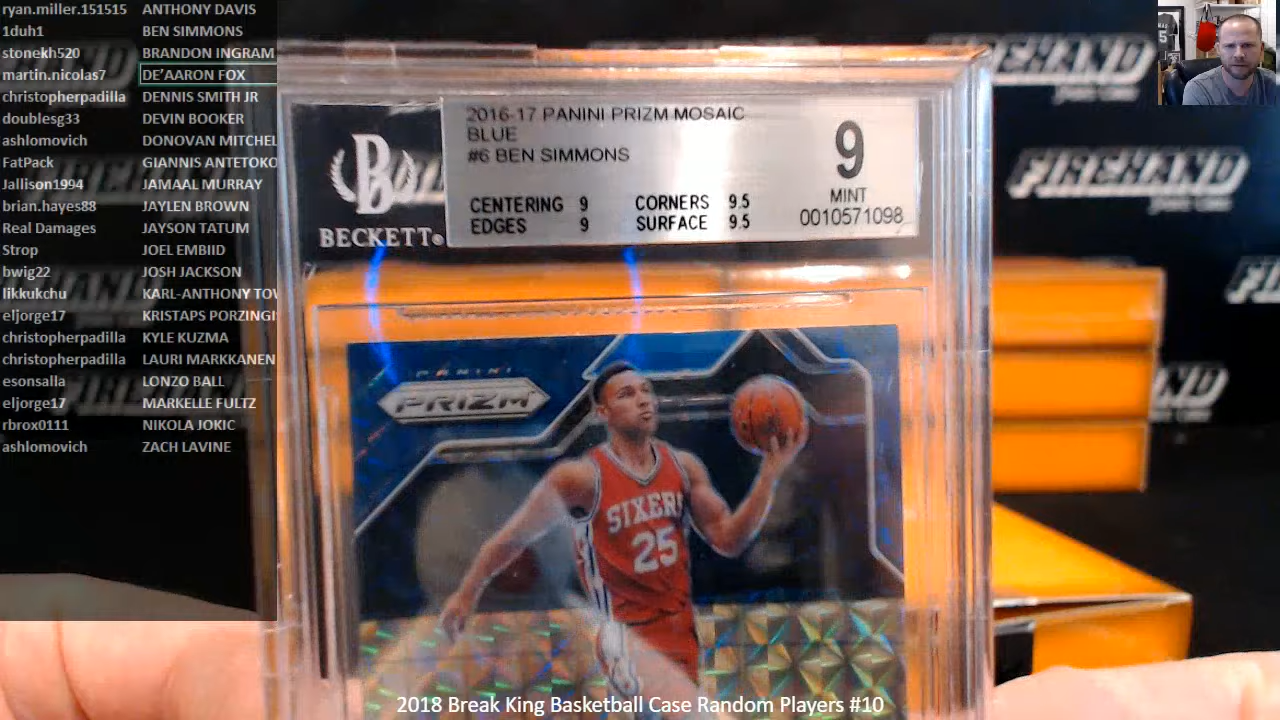 ryan.miller.151515 ANTHONY DAVIS
1duh1 BEN SIMMONS
stonekh520 BRANDON INGRAM
martin.nicolas7 DE'AARON FOX
christopherpadilla DENNIS SMITH JR
doublesg33 DEVIN BOOKER
ashlomovich DONOVAN MITCHEL
FatPack GIANNIS ANTETOKO
Jallison1994 JAMAAL MURRAY
brian.hayes88 JAYLEN BROWN
Real Damages JAYSON TATUM
Strop JOEL EMBIID
bwig22 JOSH JACKSON
likkukchu KARL-ANTHONY TOV
eljorge17 KRISTAPS PORZINGI
christopherpadilla KYLE KUZMA
christopherpadilla LAURI MARKKANEN
esonsalla LONZO BALL
eljorge17 MARKELLE FULTZ
rbrox0111 NIKOLA JOKIC
ashlomovich ZACH LAVINE
B
BECKETT®
2016-17 PANINI PRIZM MOSAIC
BLUE
#6 BEN SIMMONS
CENTERING 9 CORNERS 9.5
EDGES 9 SURFACE 9.5
9
MINT
0010571098
PANINI
PRIZM
SIXERS
25
FIREHAND
FIREHAND
2018 Break King Basketball Case Random Players #10